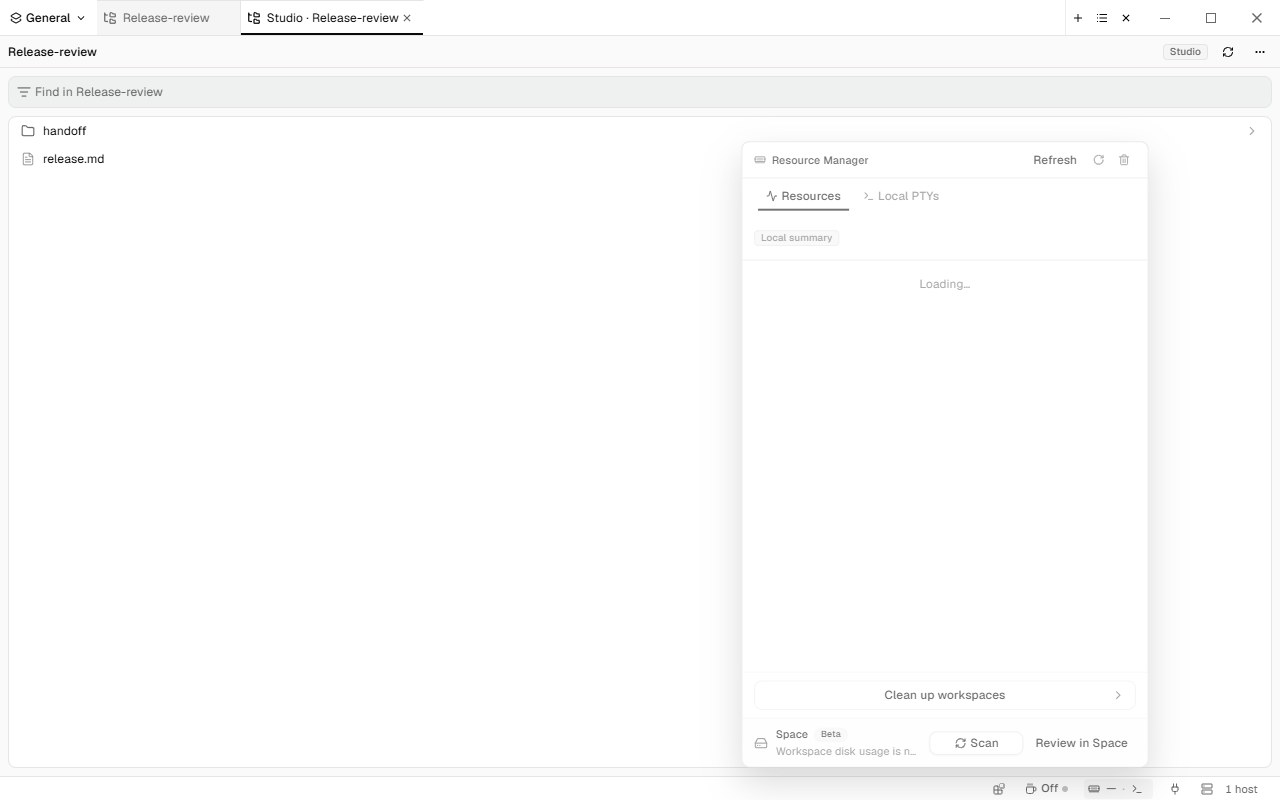 General
Release-review
Studio · Release-review
Release-review
Studio
Find in Release-review
handoff
release.md
Resource Manager
Refresh
Resources
Local PTYs
Local summary
Loading…
Clean up workspaces
Space
Beta
Workspace disk usage is n…
Scan
Review in Space
Off
— ·
1 host